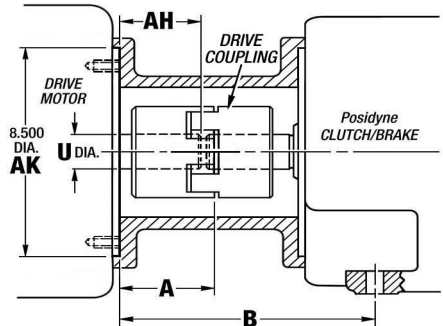 AH
DRIVE
COUPLING
DRIVE
MOTOR
Posidyne
CLUTCH/BRAKE
8.500
DIA.
AK
U DIA.
A
B